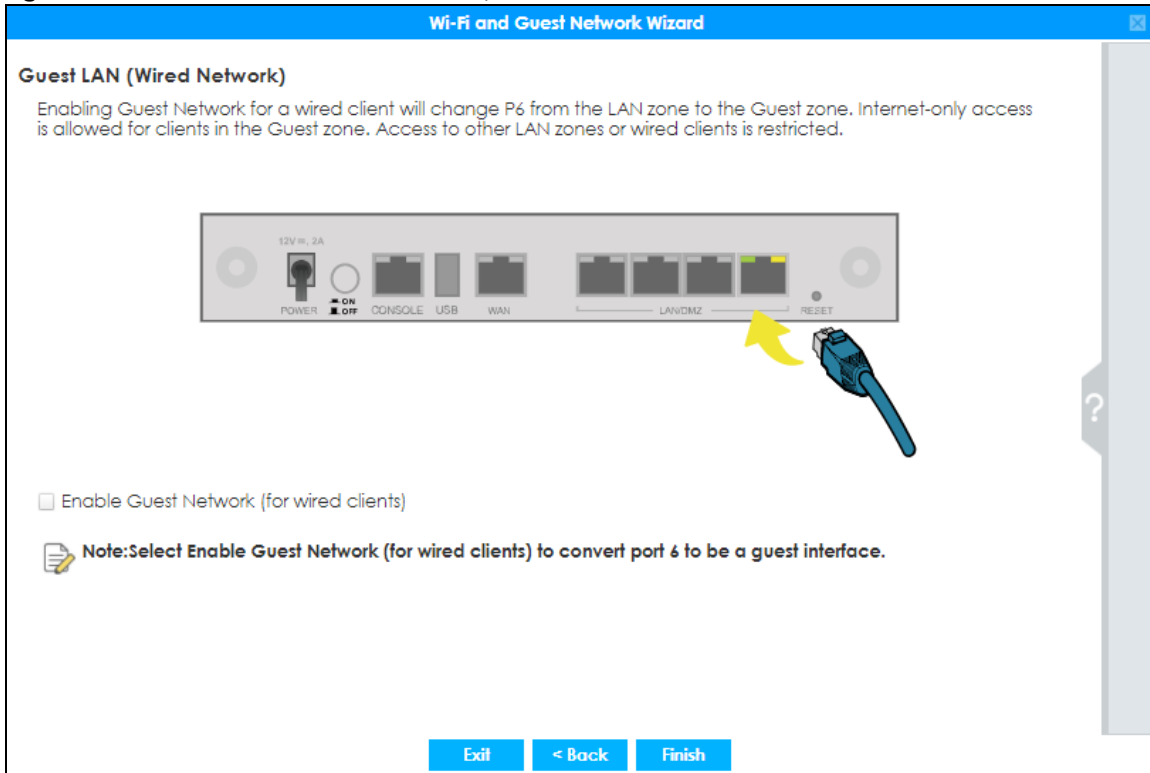 Wi-Fi and Guest Network Wizard
Guest LAN (Wired Network)
Enabling Guest Network for a wired client will change P6 from the LAN zone to the Guest zone. Internet-only access
is allowed for clients in the Guest zone. Access to other LAN zones or wired clients is restricted.
12V⎓, 2A
POWER
ON
OFF
CONSOLE
USB
WAN
LAN/DMZ
RESET
?
Enable Guest Network (for wired clients)
Note:Select Enable Guest Network (for wired clients) to convert port 6 to be a guest interface.
Exit
< Back
Finish